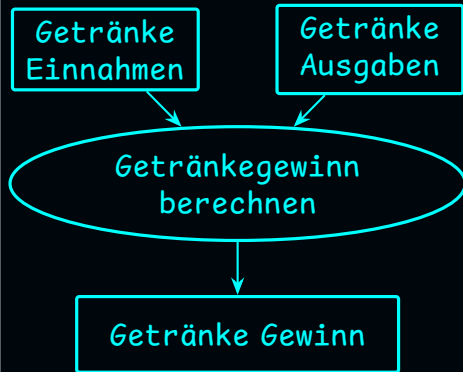 Getränke
Einnahmen
Getränke
Ausgaben
Getränkegewinn
berechnen
Getränke Gewinn